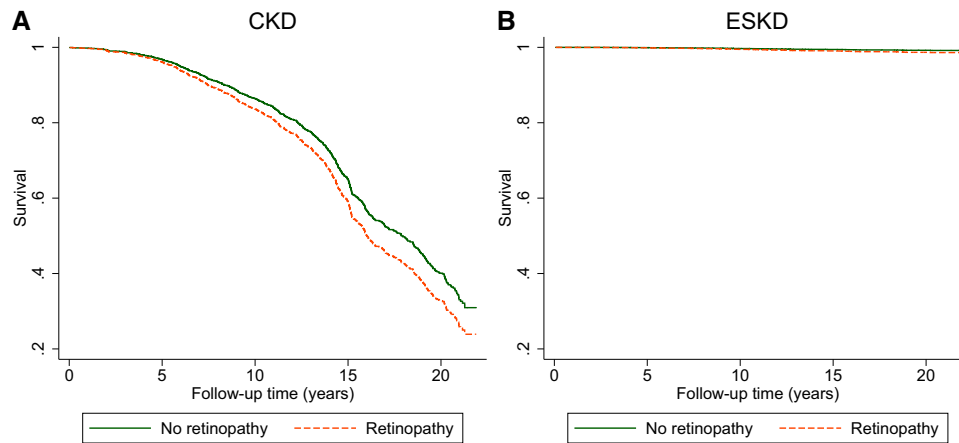 A CKD
1
.8
.6
.4
.2
Survival
0 5 10 15 20
Follow-up time (years)
No retinopathy Retinopathy
B ESKD
1
.8
.6
.4
.2
Survival
0 5 10 15 20
Follow-up time (years)
No retinopathy Retinopathy